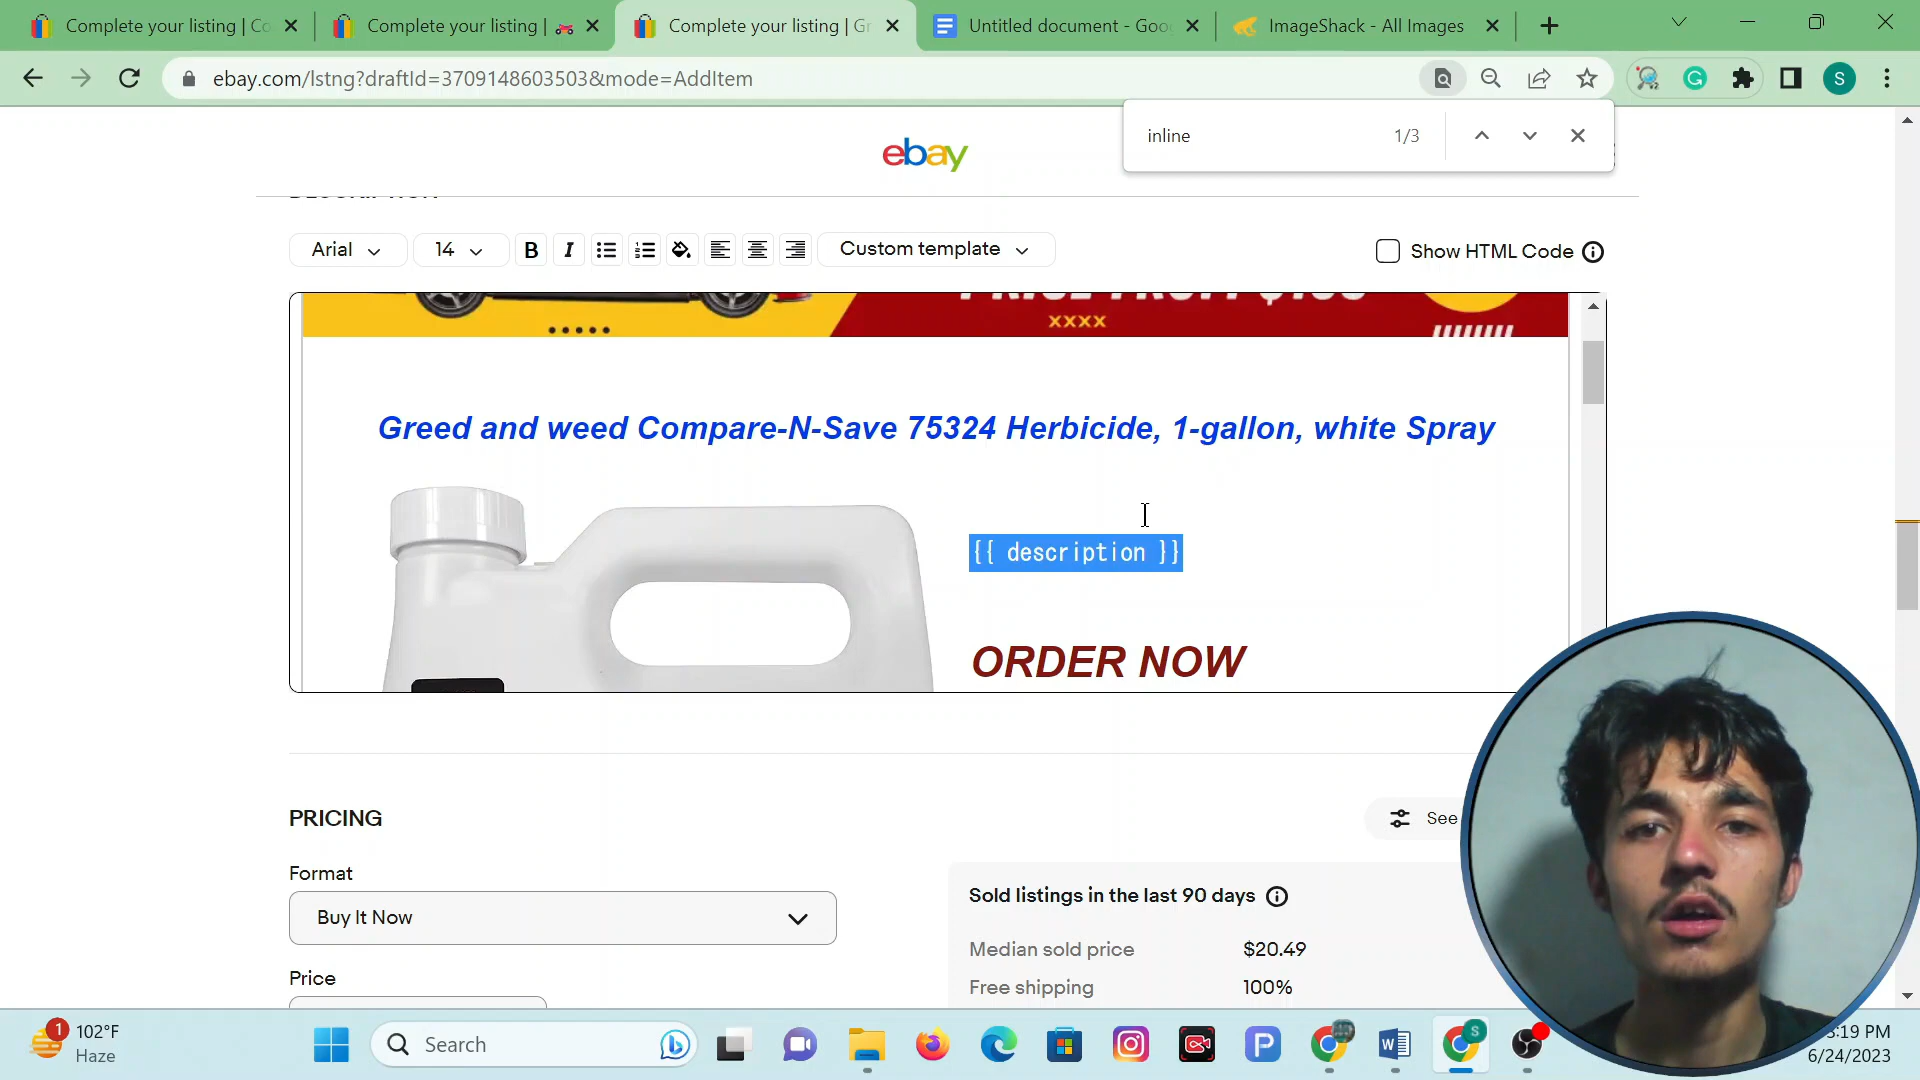 Complete your listing | Co
Complete your listing |
Complete your listing | Gr
Untitled document - Goo
ImageShack - All Images
ebay.com/lstng?draftId=3709148603503&mode=AddItem
S
inline 1/3
ebay
DESCRIPTION
Arial 14 B I Custom template Show HTML Code
xxxx
Greed and weed Compare-N-Save 75324 Herbicide, 1-gallon, white Spray
{{ description }}
ORDER NOW
PRICING
See
Format
Buy It Now
Sold listings in the last 90 days
Median sold price $20.49
Price
Free shipping 100%
1 102°F
Haze
Search
:19 PM
6/24/2023